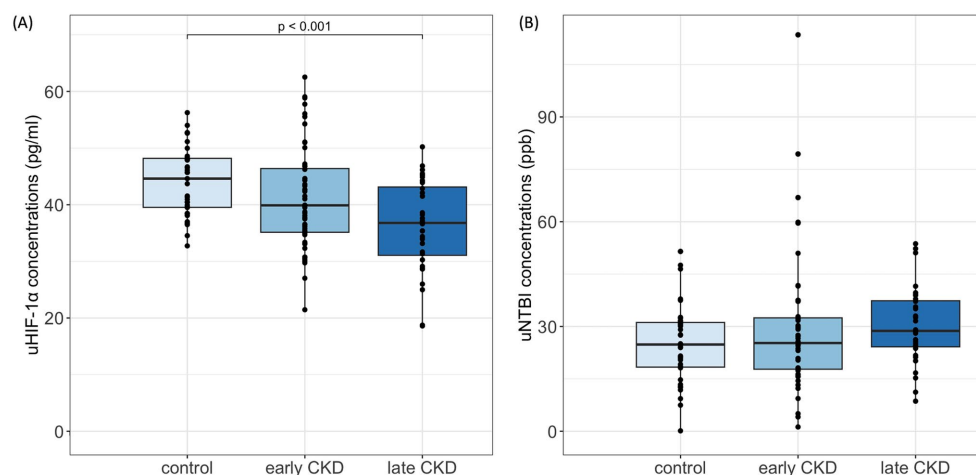 (A)
p < 0.001
uHIF-1α concentrations (pg/ml)
60
40
20
0
control early CKD late CKD
(B)
uNTBI concentrations (ppb)
90
60
30
0
control early CKD late CKD